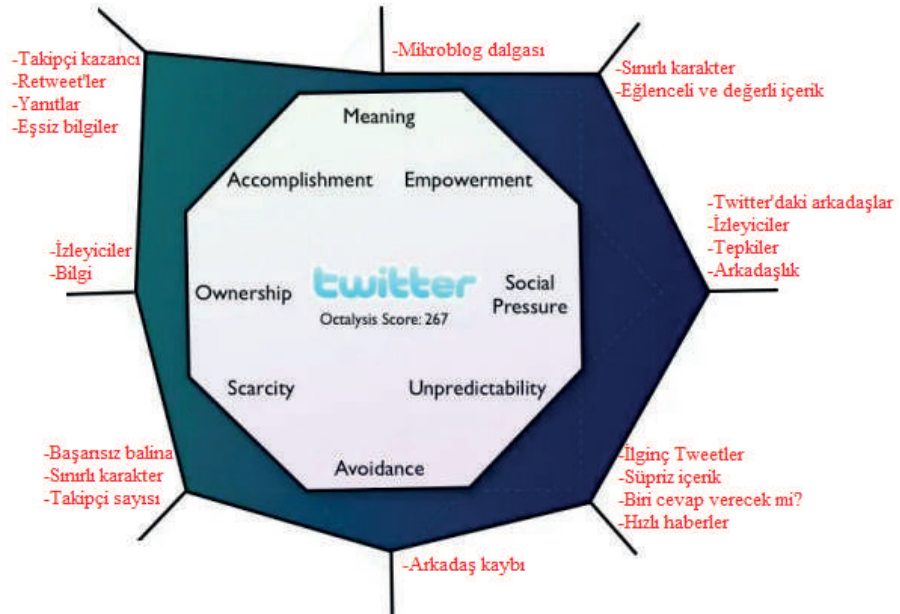 -Mikroblog dalgası
-Takipçi kazancı
-Retweet'ler
-Yanıtlar
-Eşsiz bilgiler
-Sınırlı karakter
-Eğlenceli ve değerli içerik
Meaning
Accomplishment
Empowerment
-Twitter'daki arkadaşlar
-İzleyiciler
-Tepkiler
-Arkadaşlık
-İzleyiciler
-Bilgi
Ownership
twitter
Octalysis Score: 267
Social
Pressure
Scarcity
Unpredictability
Avoidance
-Başarısız balina
-Sınırlı karakter
-Takipçi sayısı
-İlginç Tweetler
-Süpriz içerik
-Biri cevap verecek mi?
-Hızlı haberler
-Arkadaş kaybı